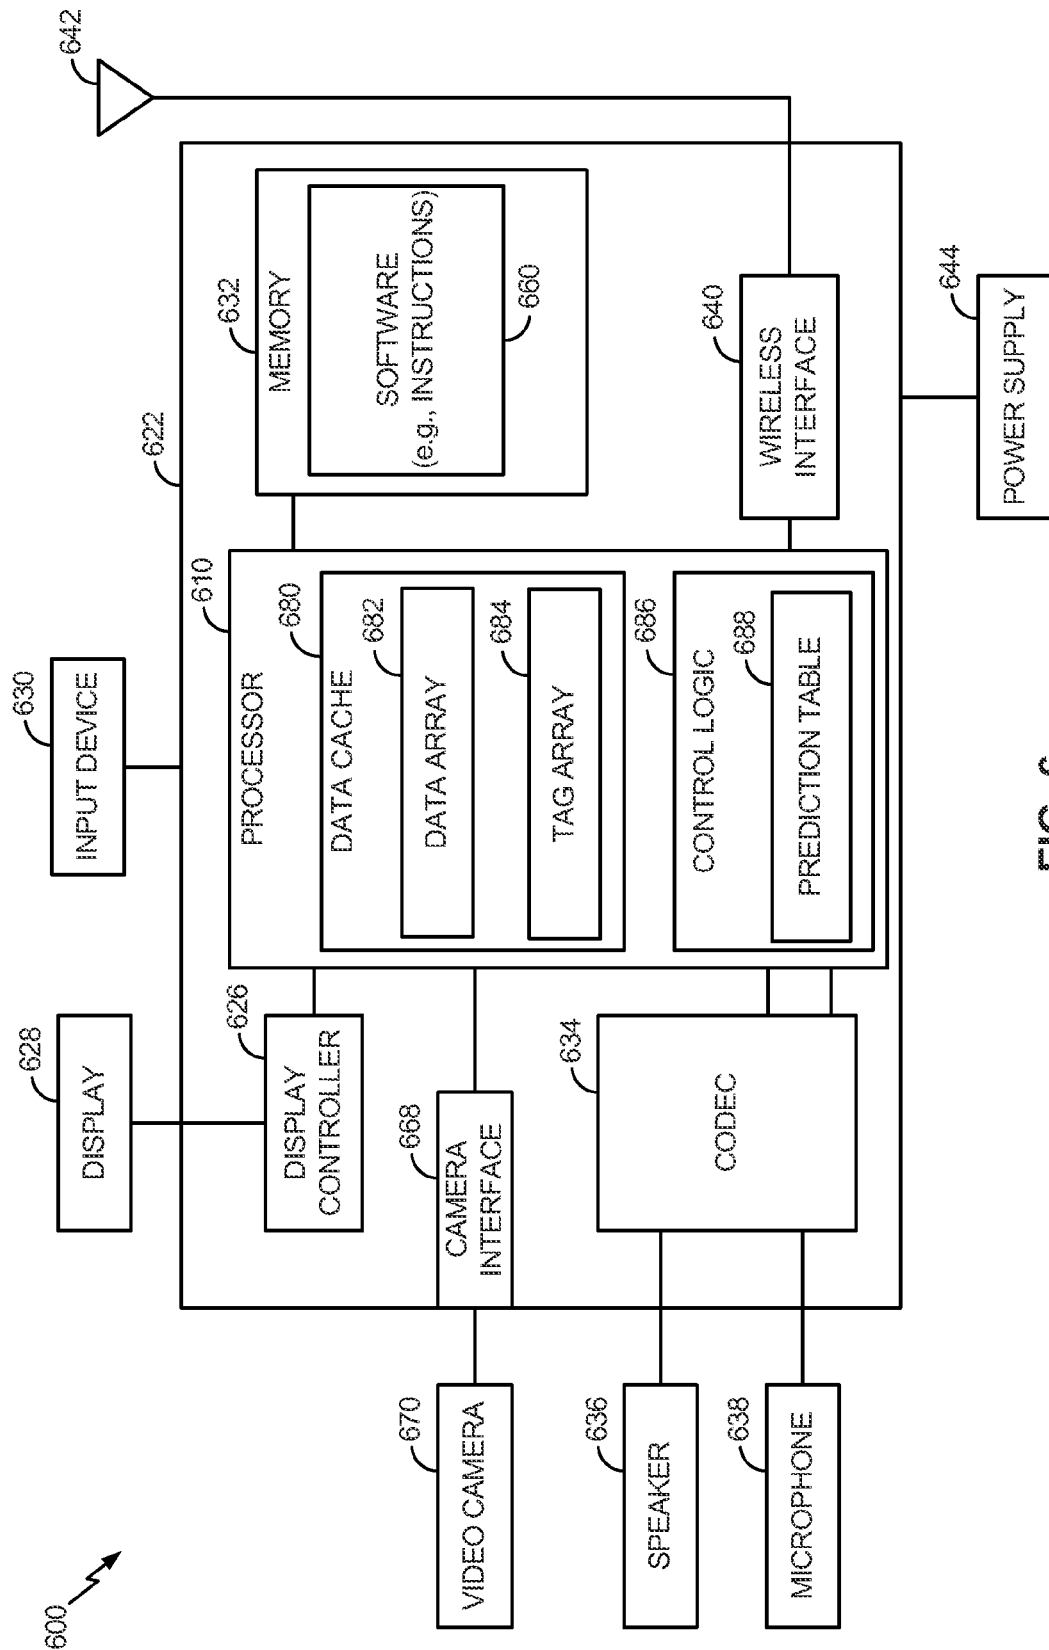 600
628
DISPLAY
630
INPUT DEVICE
622
642
626
DISPLAY
CONTROLLER
610
PROCESSOR
680
DATA CACHE
682
DATA ARRAY
684
TAG ARRAY
686
CONTROL LOGIC
688
PREDICTION TABLE
632
MEMORY
SOFTWARE
(e.g., INSTRUCTIONS)
660
670
VIDEO CAMERA
668
CAMERA
INTERFACE
636
SPEAKER
634
CODEC
638
MICROPHONE
640
WIRELESS
INTERFACE
644
POWER SUPPLY
FIG. 6